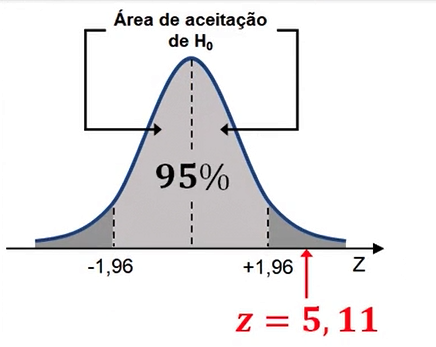 Área de aceitação
de H₀
95%
-1,96
+1,96
Z
z = 5,11